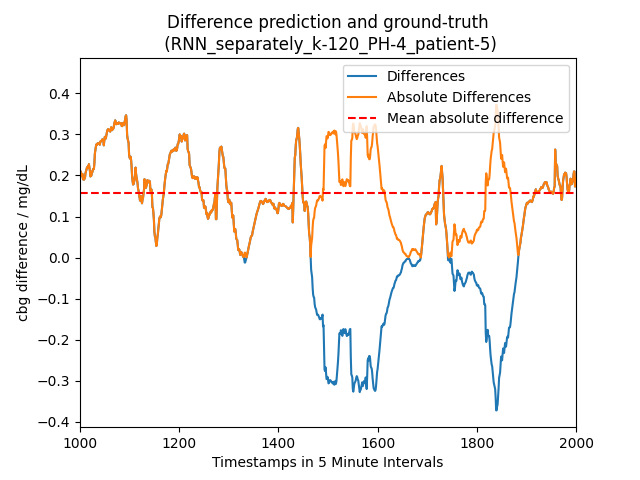 Difference prediction and ground-truth
(RNN_separately_k-120_PH-4_patient-5)
Differences
Absolute Differences
Mean absolute difference
cbg difference / mg/dL
0.4
0.3
0.2
0.1
0.0
−0.1
−0.2
−0.3
−0.4
1000 1200 1400 1600 1800 2000
Timestamps in 5 Minute Intervals